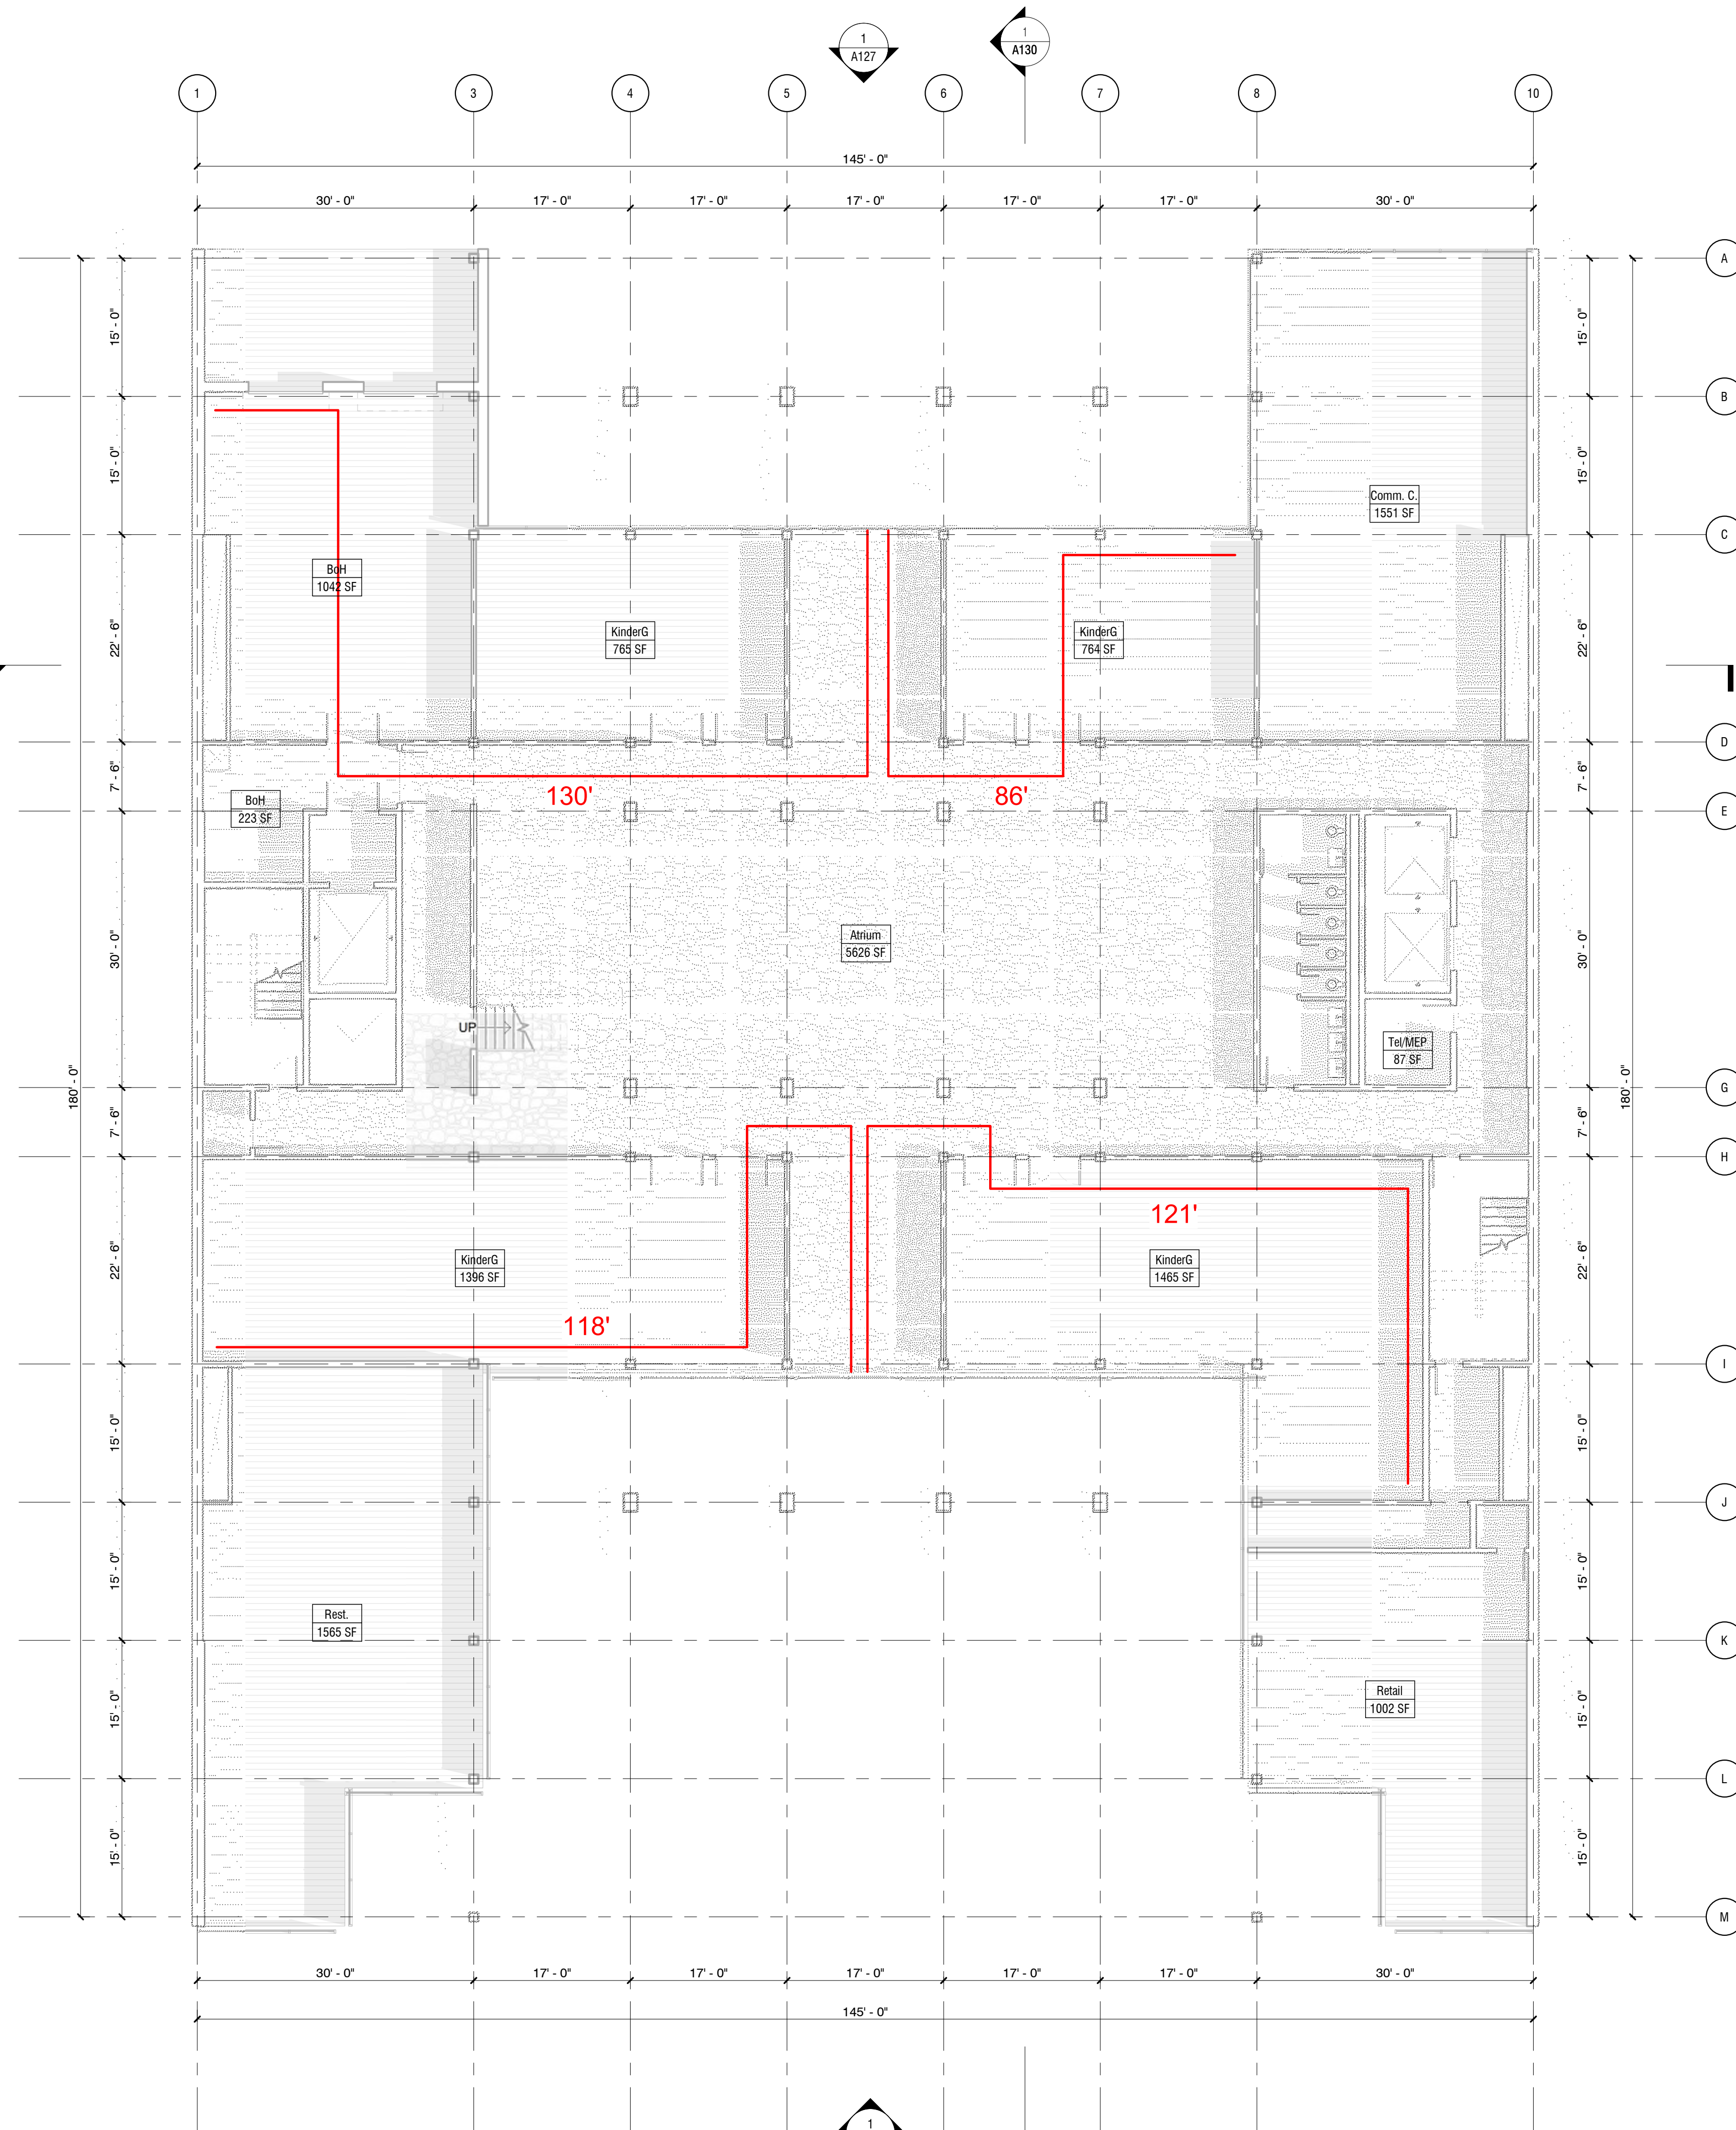 1
A127
1
A130
1
3
4
5
6
7
8
10
145' - 0"
30' - 0"
17' - 0"
17' - 0"
17' - 0"
17' - 0"
17' - 0"
30' - 0"
A
15' - 0"
15' - 0"
B
15' - 0"
15' - 0"
Comm. C.
1551 SF
C
BoH
1042 SF
22' - 6"
KinderG
765 SF
KinderG
764 SF
22' - 6"
D
7' - 6"
7' - 6"
130'
86'
BoH
223 SF
E
30' - 0"
Atrium
5626 SF
30' - 0"
UP
Tel/MEP
87 SF
180' - 0"
180' - 0"
G
7' - 6"
7' - 6"
H
121'
22' - 6"
KinderG
1396 SF
KinderG
1465 SF
22' - 6"
118'
I
15' - 0"
15' - 0"
J
15' - 0"
15' - 0"
Rest.
1565 SF
K
15' - 0"
Retail
1002 SF
15' - 0"
L
15' - 0"
15' - 0"
M
30' - 0"
17' - 0"
17' - 0"
17' - 0"
17' - 0"
17' - 0"
30' - 0"
145' - 0"
1